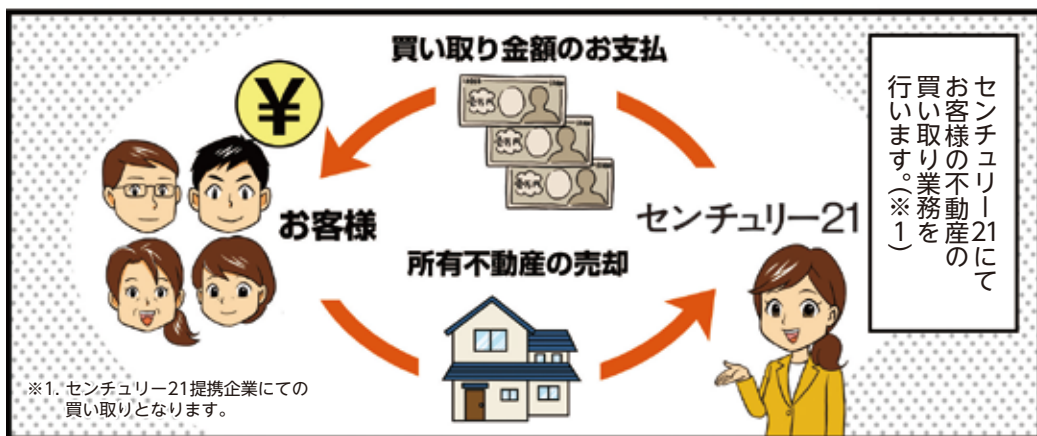 センチュリー21にて
お客様の不動産の
買い取り業務を
行います。(※1)
買い取り金額のお支払
¥
お客様
センチュリー21
所有不動産の売却
※1. センチュリー21提携企業にての
買い取りとなります。